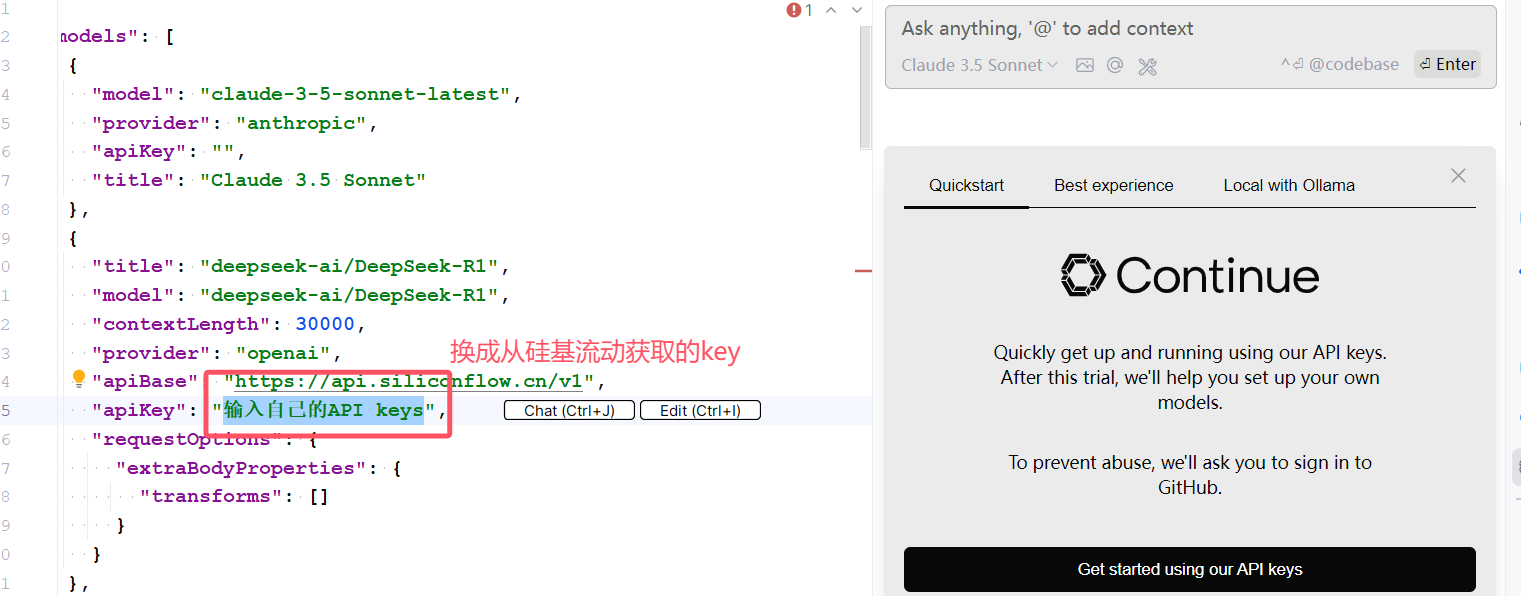 1
1
2 models": [
3 {
4 "model": "claude-3-5-sonnet-latest",
5 "provider": "anthropic",
6 "apiKey": "",
7 "title": "Claude 3.5 Sonnet"
8 },
9 {
0 "title": "deepseek-ai/DeepSeek-R1",
1 "model": "deepseek-ai/DeepSeek-R1",
2 "contextLength": 30000,
3 "provider": "openai",
换成从硅基流动获取的key
4 "apiBase": "https://api.siliconflow.cn/v1",
5 "apiKey": "输入自己的API keys",
Chat (Ctrl+J) Edit (Ctrl+I)
6 "requestOptions": {
7 "extraBodyProperties": {
8 "transforms": []
9 }
0 }
1 },
Ask anything, '@' to add context
Claude 3.5 Sonnet @ ^⏎ @codebase ⏎ Enter
Quickstart Best experience Local with Ollama
Continue
Quickly get up and running using our API keys.
After this trial, we'll help you set up your own
models.
To prevent abuse, we'll ask you to sign in to
GitHub.
Get started using our API keys